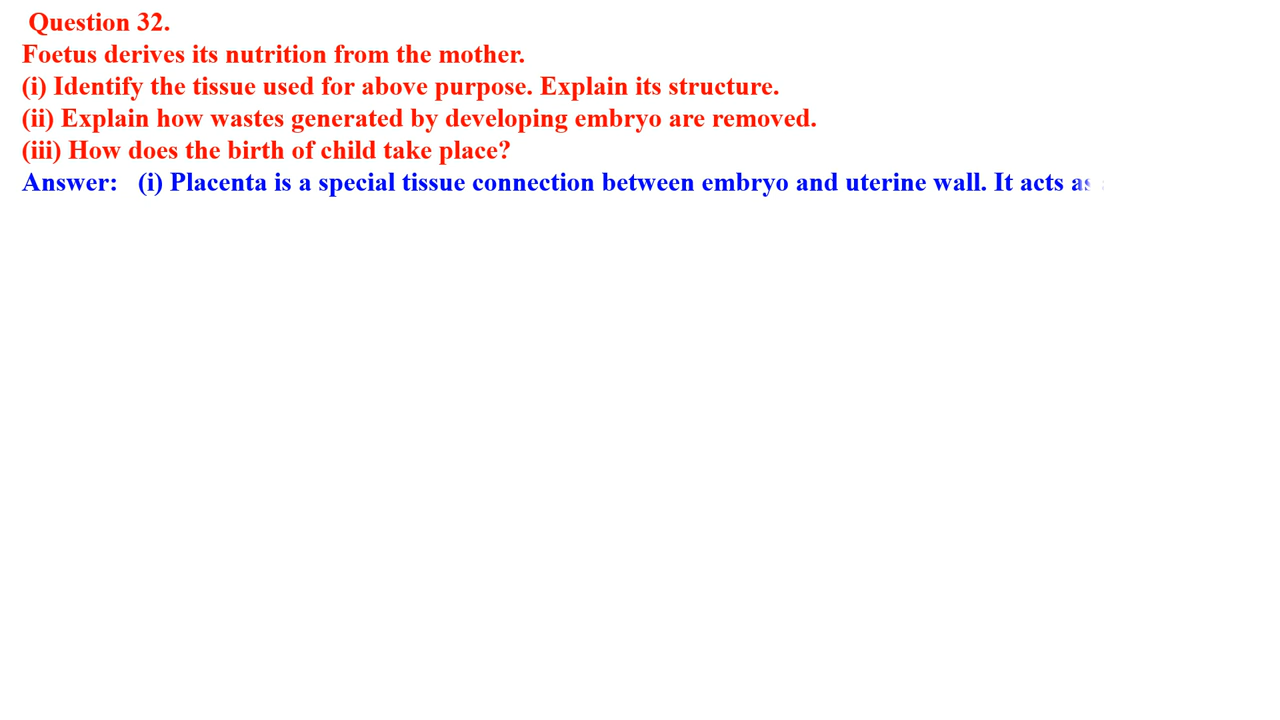 Question 32.
Foetus derives its nutrition from the mother.
(i) Identify the tissue used for above purpose. Explain its structure.
(ii) Explain how wastes generated by developing embryo are removed.
(iii) How does the birth of child take place?
Answer: (i) Placenta is a special tissue connection between embryo and uterine wall. It acts as